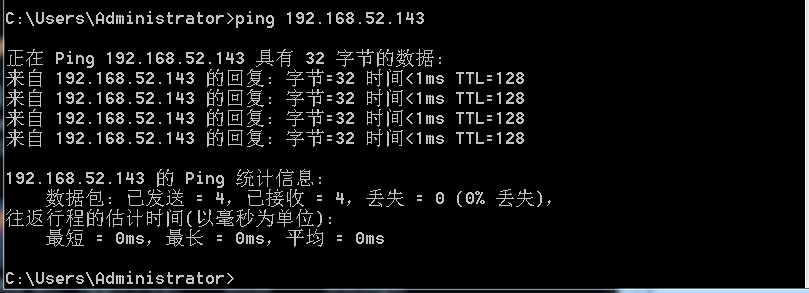 C:\Users\Administrator>ping 192.168.52.143
正在 Ping 192.168.52.143 具有 32 字节的数据:
来自 192.168.52.143 的回复: 字节=32 时间<1ms TTL=128
来自 192.168.52.143 的回复: 字节=32 时间<1ms TTL=128
来自 192.168.52.143 的回复: 字节=32 时间<1ms TTL=128
来自 192.168.52.143 的回复: 字节=32 时间<1ms TTL=128
192.168.52.143 的 Ping 统计信息:
数据包: 已发送 = 4，已接收 = 4，丢失 = 0 (0% 丢失)，
往返行程的估计时间(以毫秒为单位):
最短 = 0ms，最长 = 0ms，平均 = 0ms
C:\Users\Administrator>